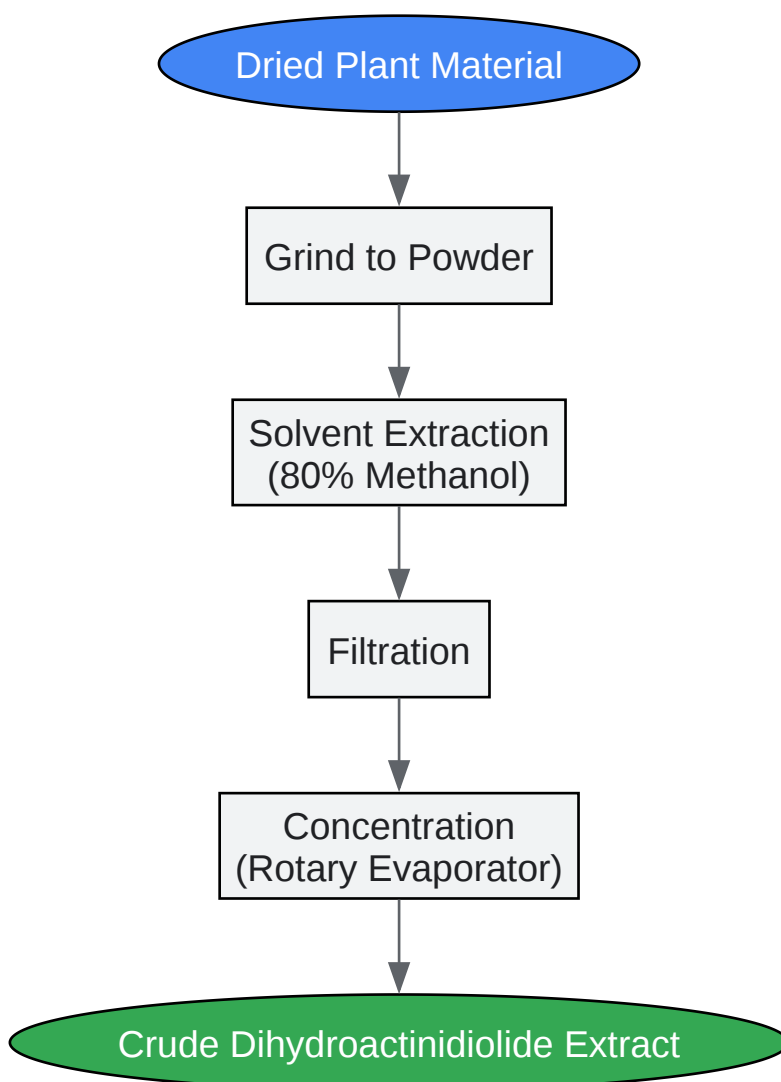 Dried Plant Material
Grind to Powder
Solvent Extraction
(80% Methanol)
Filtration
Concentration
(Rotary Evaporator)
Crude Dihydroactinidiolide Extract